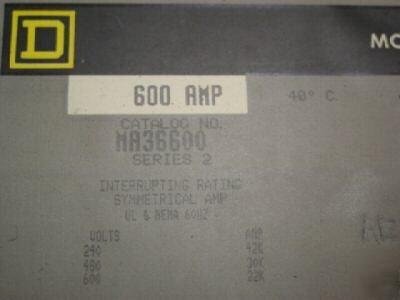 D
MO
600 AMP
40° C.
CATALOG NO.
MA36600
SERIES 2
INTERRUPTING RATING
SYMMETRICAL AMP
UL & NEMA 60HZ
VOLTS AMP
240 42K
480 30K
600 22K